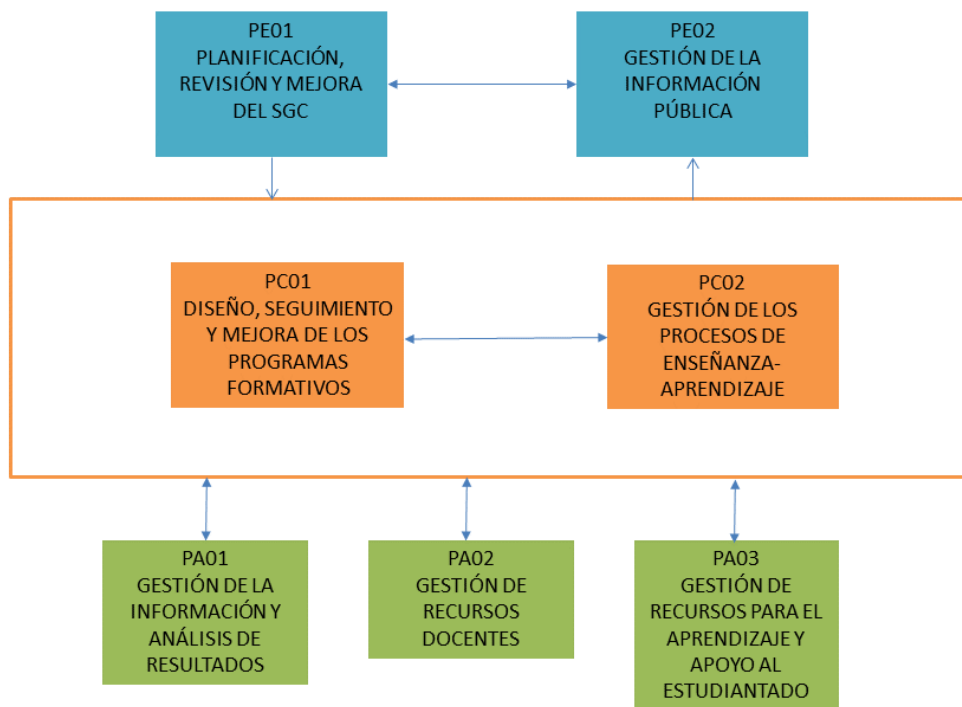 PE01
PLANIFICACIÓN,
REVISIÓN Y MEJORA
DEL SGC
PE02
GESTIÓN DE LA
INFORMACIÓN
PÚBLICA
PC01
DISEÑO, SEGUIMIENTO
Y MEJORA DE LOS
PROGRAMAS
FORMATIVOS
PC02
GESTIÓN DE LOS
PROCESOS DE
ENSEÑANZA-
APRENDIZAJE
PA01
GESTIÓN DE LA
INFORMACIÓN Y
ANÁLISIS DE
RESULTADOS
PA02
GESTIÓN DE
RECURSOS
DOCENTES
PA03
GESTIÓN DE
RECURSOS PARA EL
APRENDIZAJE Y
APOYO AL
ESTUDIANTADO